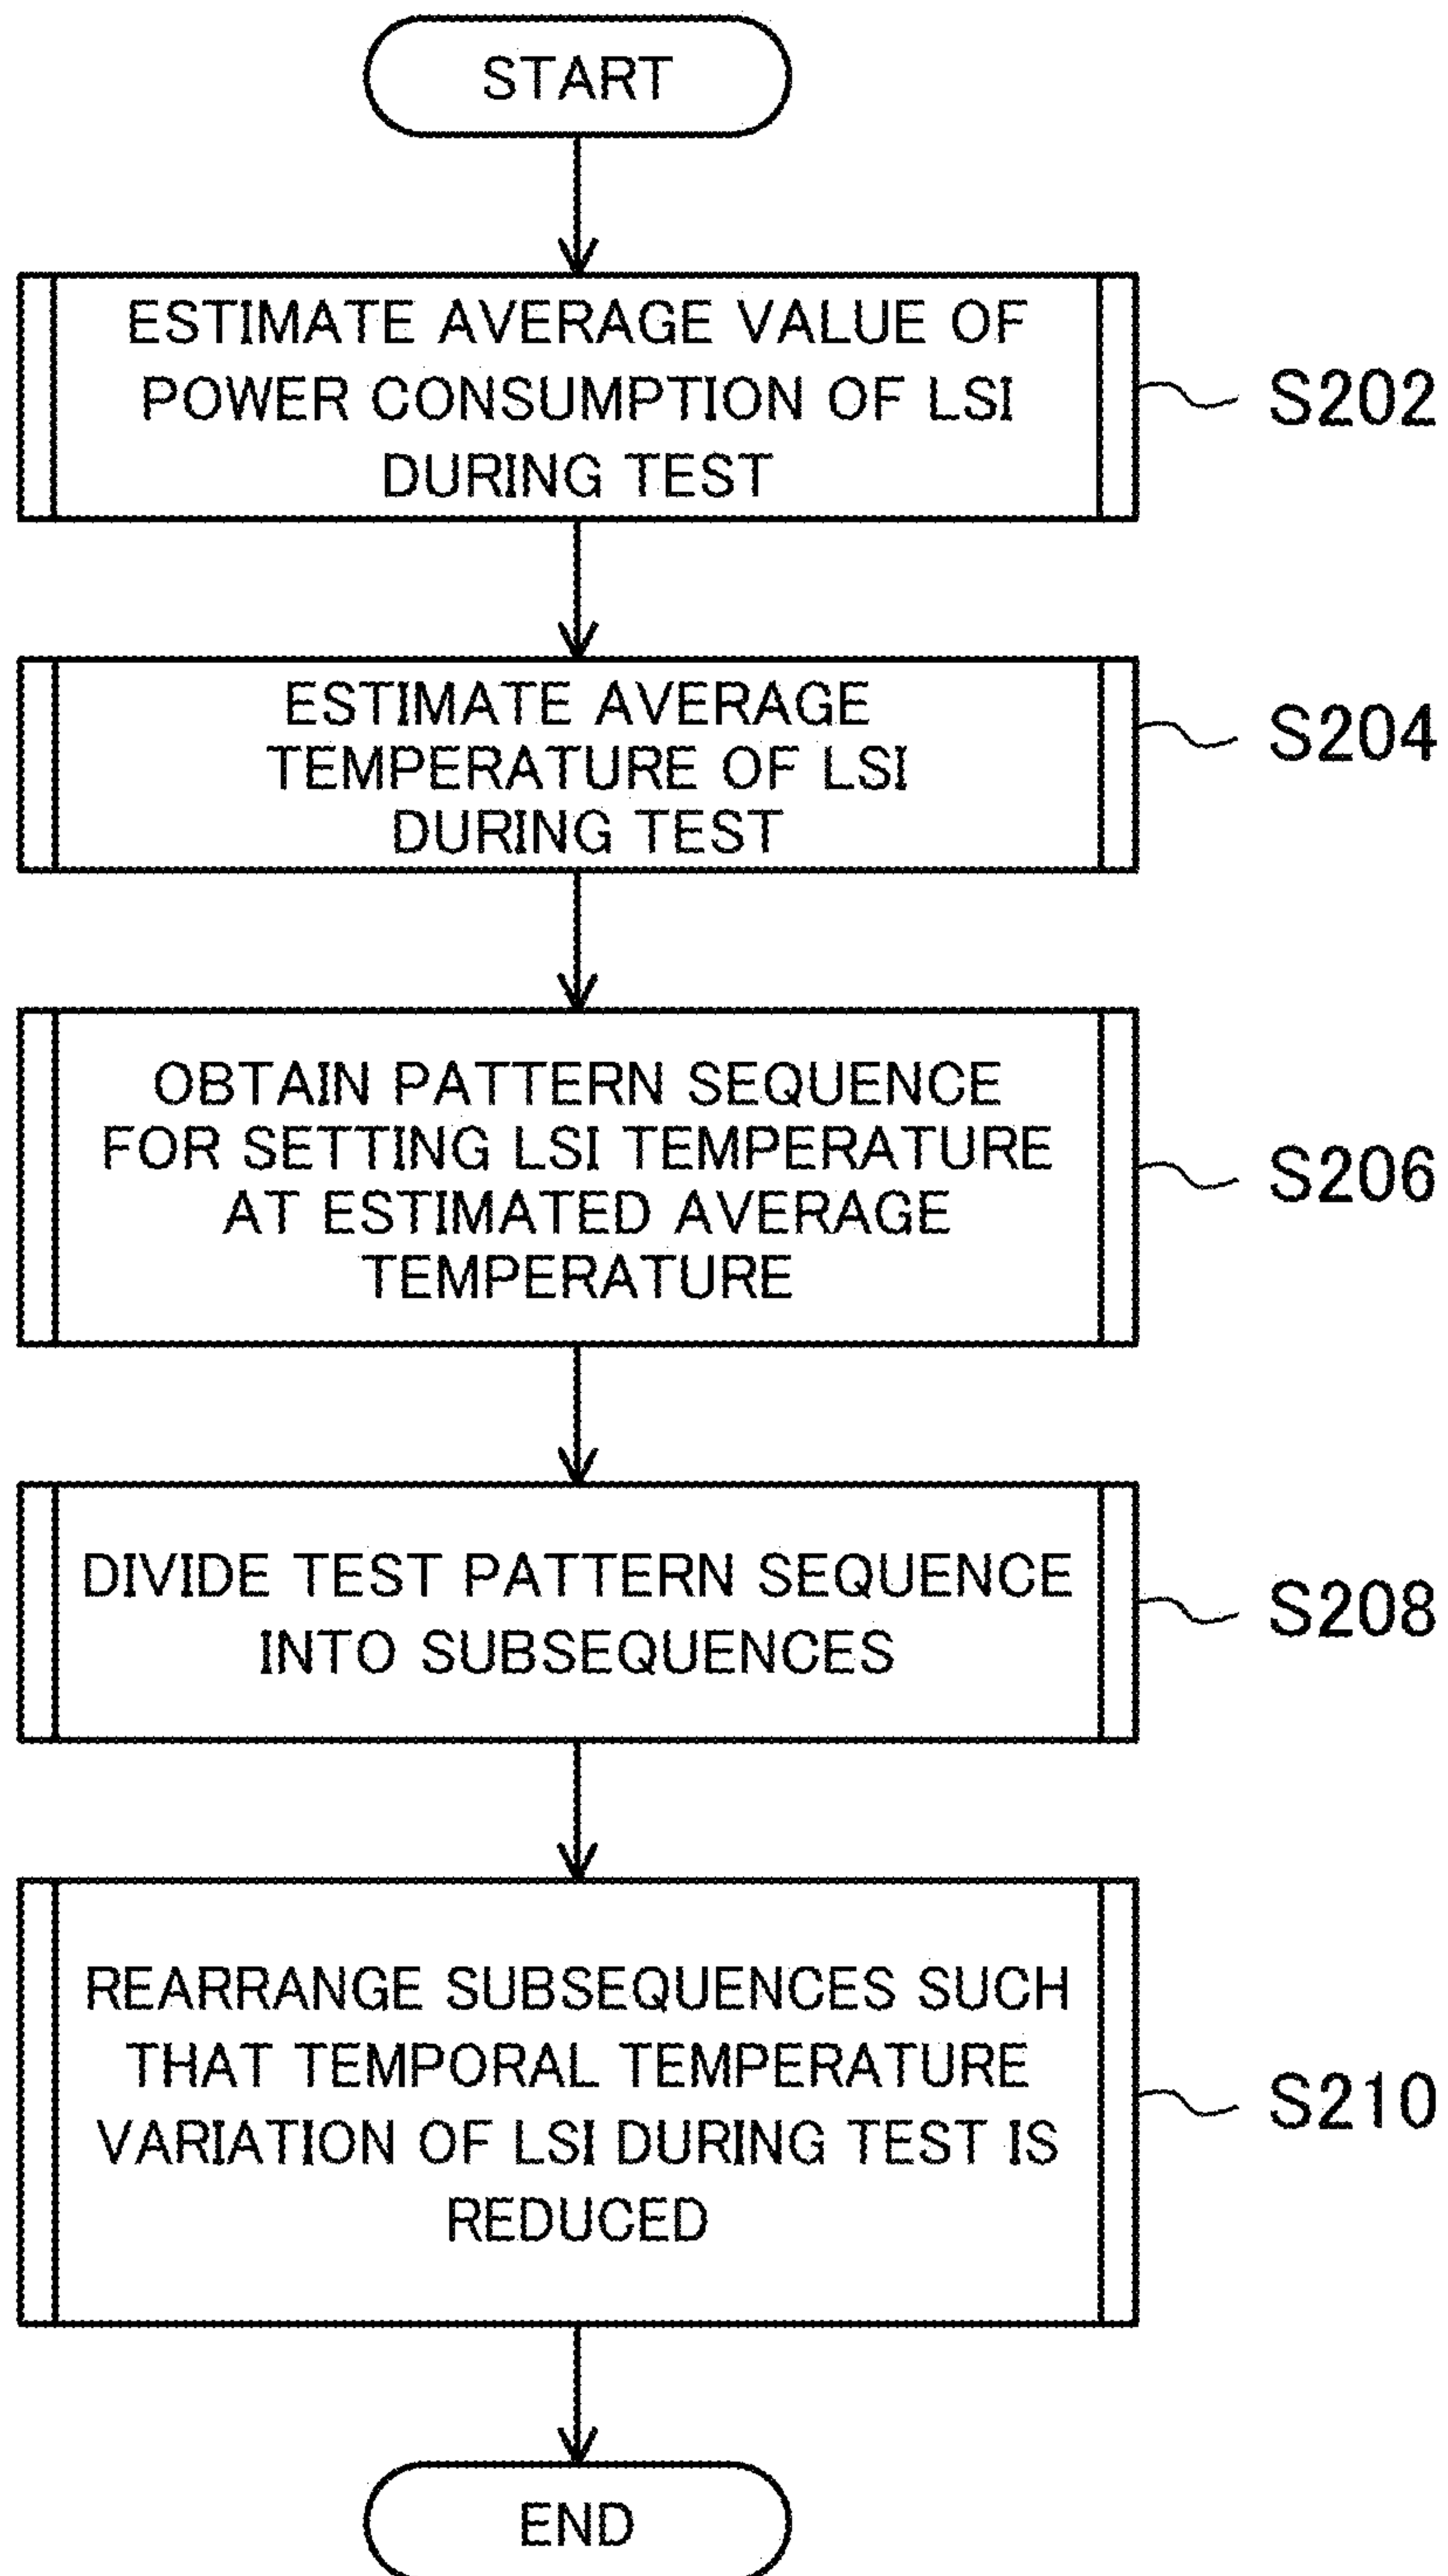 START
ESTIMATE AVERAGE VALUE OF
POWER CONSUMPTION OF LSI
DURING TEST
S202
ESTIMATE AVERAGE
TEMPERATURE OF LSI
DURING TEST
S204
OBTAIN PATTERN SEQUENCE
FOR SETTING LSI TEMPERATURE
AT ESTIMATED AVERAGE
TEMPERATURE
S206
DIVIDE TEST PATTERN SEQUENCE
INTO SUBSEQUENCES
S208
REARRANGE SUBSEQUENCES SUCH
THAT TEMPORAL TEMPERATURE
VARIATION OF LSI DURING TEST IS
REDUCED
S210
END